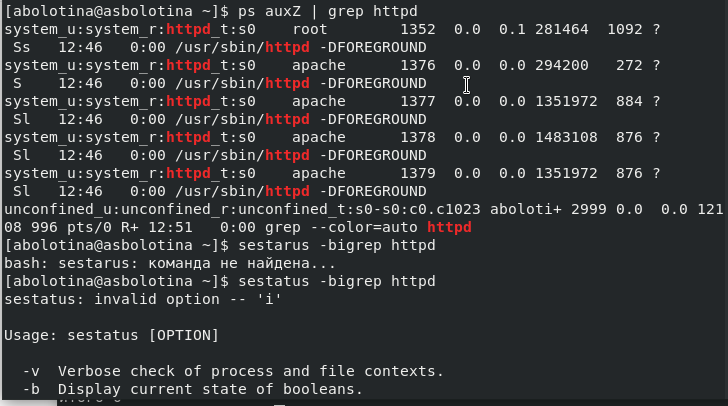 [abolotina@asbolotina ~]$ ps auxZ | grep httpd
system_u:system_r:httpd_t:s0    root        1352  0.0  0.1 281464  1092 ?
 Ss   12:46   0:00 /usr/sbin/httpd -DFOREGROUND
system_u:system_r:httpd_t:s0    apache      1376  0.0  0.0 294200   272 ?
 S    12:46   0:00 /usr/sbin/httpd -DFOREGROUND
system_u:system_r:httpd_t:s0    apache      1377  0.0  0.0 1351972  884 ?
 Sl   12:46   0:00 /usr/sbin/httpd -DFOREGROUND
system_u:system_r:httpd_t:s0    apache      1378  0.0  0.0 1483108  876 ?
 Sl   12:46   0:00 /usr/sbin/httpd -DFOREGROUND
system_u:system_r:httpd_t:s0    apache      1379  0.0  0.0 1351972  876 ?
 Sl   12:46   0:00 /usr/sbin/httpd -DFOREGROUND
unconfined_u:unconfined_r:unconfined_t:s0-s0:c0.c1023 aboloti+ 2999 0.0  0.0 121
08 996 pts/0 R+ 12:51   0:00 grep --color=auto httpd
[abolotina@asbolotina ~]$ sestarus -bigrep httpd
bash: sestarus: команда не найдена...
[abolotina@asbolotina ~]$ sestatus -bigrep httpd
sestatus: invalid option -- 'i'

Usage: sestatus [OPTION]

  -v  Verbose check of process and file contexts.
  -b  Display current state of booleans.